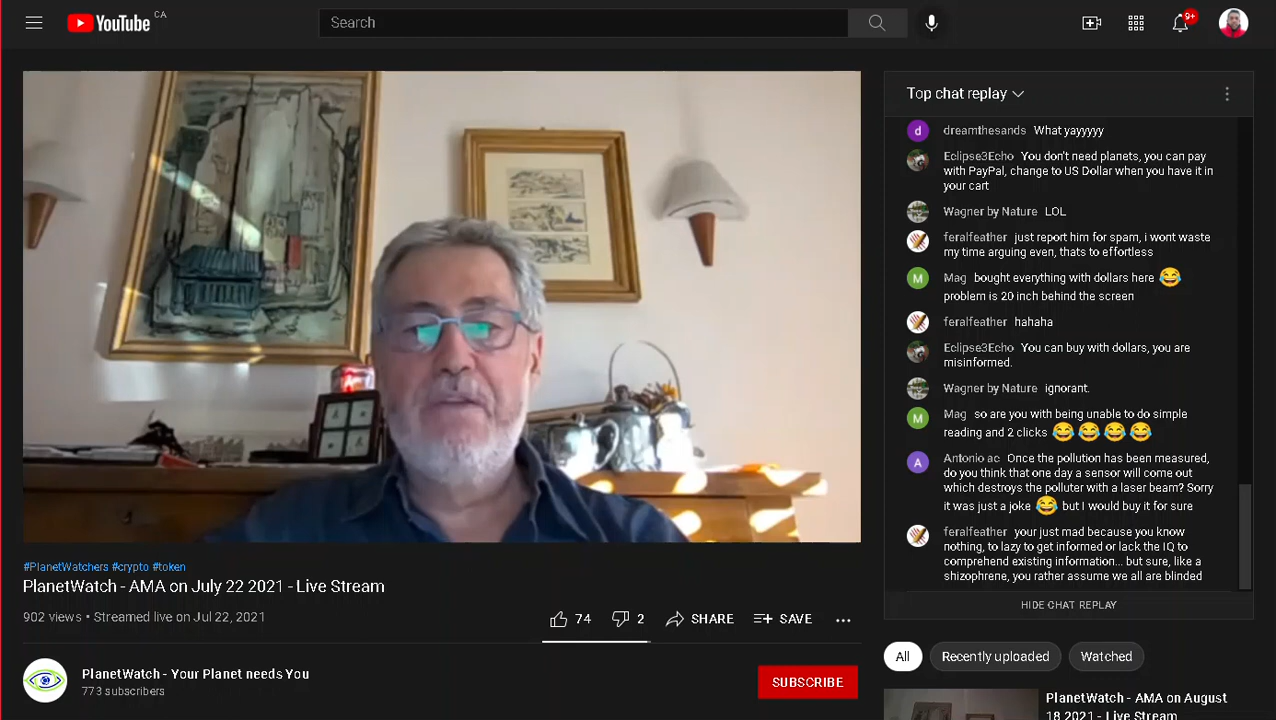 YouTube CA
Search
9+
Top chat replay
d dreamthesands What yayyyyy
Eclipse3Echo You don't need planets, you can pay
with PayPal, change to US Dollar when you have it in
your cart
Wagner by Nature LOL
feralfeather just report him for spam, i wont waste
my time arguing even, thats to effortless
M Mag bought everything with dollars here 😂
problem is 20 inch behind the screen
feralfeather hahaha
Eclipse3Echo You can buy with dollars, you are
misinformed.
Wagner by Nature ignorant.
M Mag so are you with being unable to do simple
reading and 2 clicks 😂 😂 😂 😂
A Antonio ac Once the pollution has been measured,
do you think that one day a sensor will come out
which destroys the polluter with a laser beam? Sorry
it was just a joke 😂 but I would buy it for sure
feralfeather your just mad because you know
nothing, to lazy to get informed or lack the IQ to
comprehend existing information... but sure, like a
shizophrene, you rather assume we all are blinded
HIDE CHAT REPLAY
#PlanetWatchers #crypto #token
PlanetWatch - AMA on July 22 2021 - Live Stream
902 views • Streamed live on Jul 22, 2021
74 2 SHARE SAVE ...
PlanetWatch - Your Planet needs You
773 subscribers
SUBSCRIBE
All Recently uploaded Watched
PlanetWatch - AMA on August
18 2021 - Live Stream